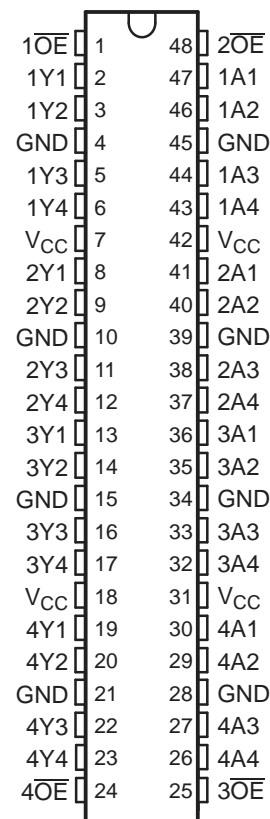 1O̅E̅ 1 48 2O̅E̅
1Y1 2 47 1A1
1Y2 3 46 1A2
GND 4 45 GND
1Y3 5 44 1A3
1Y4 6 43 1A4
VCC 7 42 VCC
2Y1 8 41 2A1
2Y2 9 40 2A2
GND 10 39 GND
2Y3 11 38 2A3
2Y4 12 37 2A4
3Y1 13 36 3A1
3Y2 14 35 3A2
GND 15 34 GND
3Y3 16 33 3A3
3Y4 17 32 3A4
VCC 18 31 VCC
4Y1 19 30 4A1
4Y2 20 29 4A2
GND 21 28 GND
4Y3 22 27 4A3
4Y4 23 26 4A4
4O̅E̅ 24 25 3O̅E̅